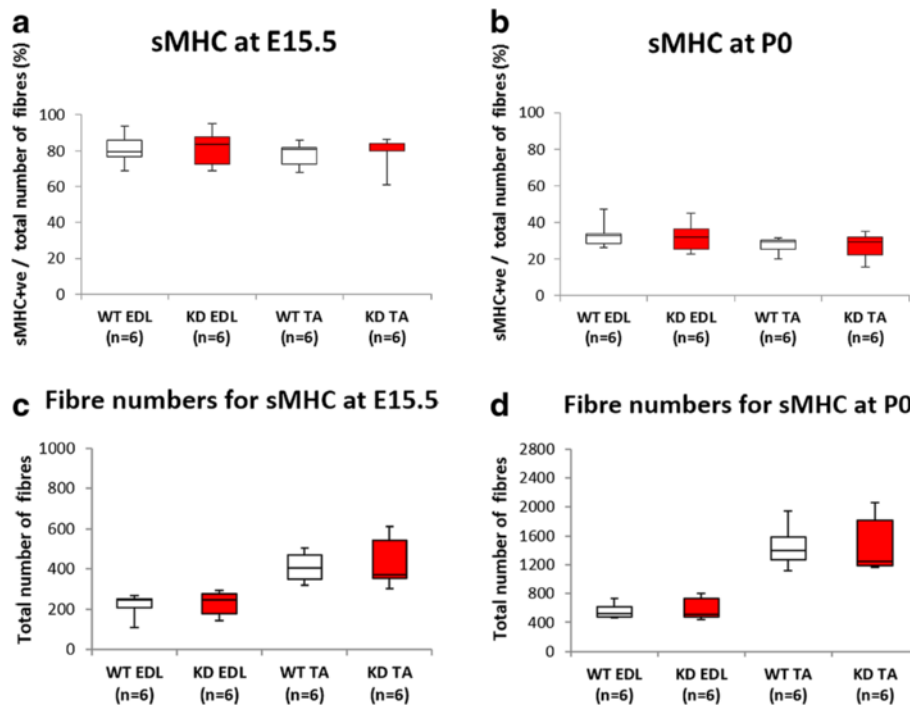 a
sMHC at E15.5
sMHC+ve / total number of fibres (%)
100
80
60
40
20
0
WT EDL KD EDL WT TA KD TA
(n=6) (n=6) (n=6) (n=6)
b
sMHC at P0
sMHC+ve / total number of fibres (%)
100
80
60
40
20
0
WT EDL KD EDL WT TA KD TA
(n=6) (n=6) (n=6) (n=6)
c
Fibre numbers for sMHC at E15.5
Total number of fibres
1000
800
600
400
200
0
WT EDL KD EDL WT TA KD TA
(n=6) (n=6) (n=6) (n=6)
d
Fibre numbers for sMHC at P0
Total number of fibres
2800
2400
2000
1600
1200
800
400
0
WT EDL KD EDL WT TA KD TA
(n=6) (n=6) (n=6) (n=6)